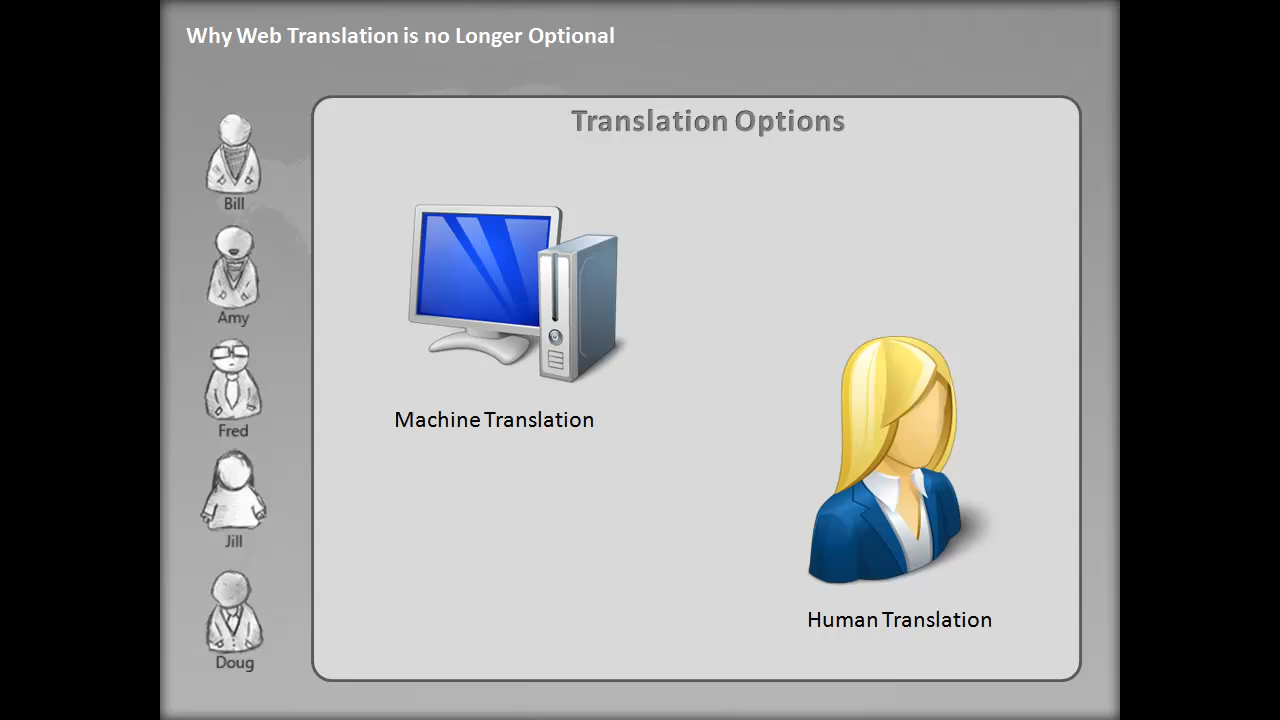 Why Web Translation is no Longer Optional
Translation Options
Bill
Amy
Fred
Jill
Doug
Machine Translation
Human Translation